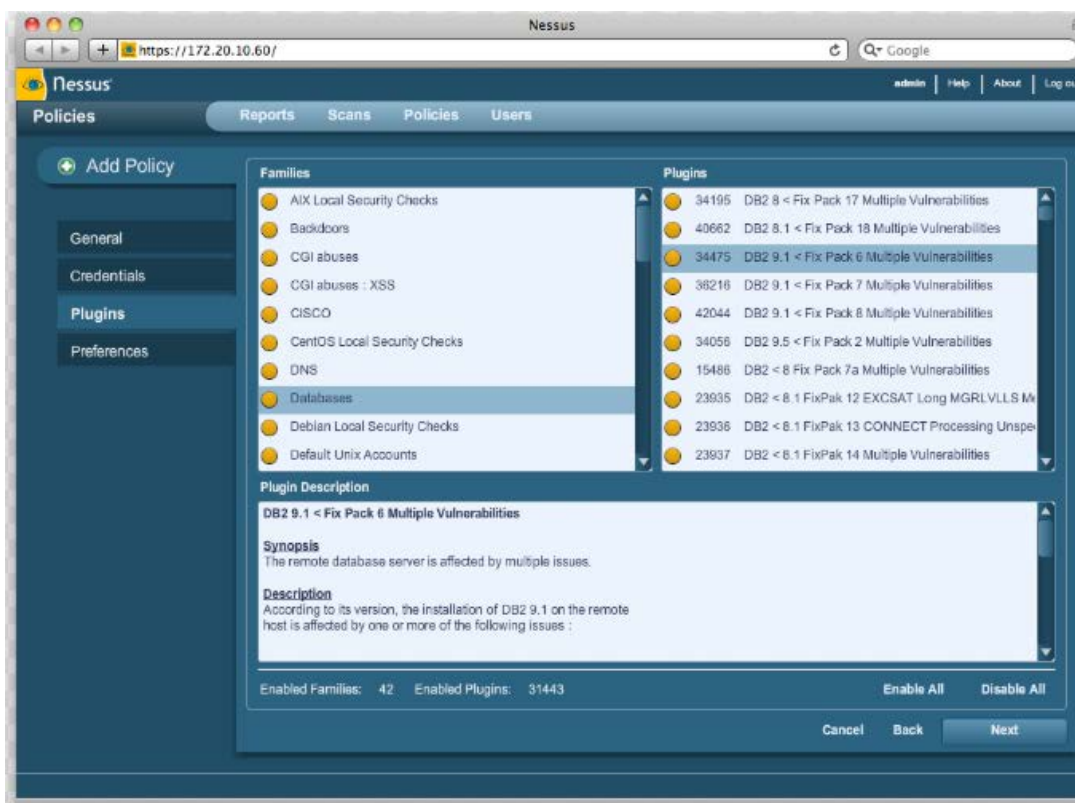 Nessus
https://172.20.10.60/
Google
Nessus
admin | Help | About | Log ou
Policies
Reports Scans Policies Users
Add Policy
General
Credentials
Plugins
Preferences
Families
AIX Local Security Checks
Backdoors
CGI abuses
CGI abuses : XSS
CISCO
CentOS Local Security Checks
DNS
Databases
Debian Local Security Checks
Default Unix Accounts
Plugins
34195 DB2 8 < Fix Pack 17 Multiple Vulnerabilities
40662 DB2 8.1 < Fix Pack 18 Multiple Vulnerabilities
34475 DB2 9.1 < Fix Pack 6 Multiple Vulnerabilities
36216 DB2 9.1 < Fix Pack 7 Multiple Vulnerabilities
42044 DB2 9.1 < Fix Pack 8 Multiple Vulnerabilities
34056 DB2 9.5 < Fix Pack 2 Multiple Vulnerabilities
15486 DB2 < 8 Fix Pack 7a Multiple Vulnerabilities
23935 DB2 < 8.1 FixPak 12 EXCSAT Long MGRLVLLS Me
23936 DB2 < 8.1 FixPak 13 CONNECT Processing Unspe
23937 DB2 < 8.1 FixPak 14 Multiple Vulnerabilities
Plugin Description
DB2 9.1 < Fix Pack 6 Multiple Vulnerabilities
Synopsis
The remote database server is affected by multiple issues.
Description
According to its version, the installation of DB2 9.1 on the remote
host is affected by one or more of the following issues :
Enabled Families: 42 Enabled Plugins: 31443
Enable All Disable All
Cancel Back Next